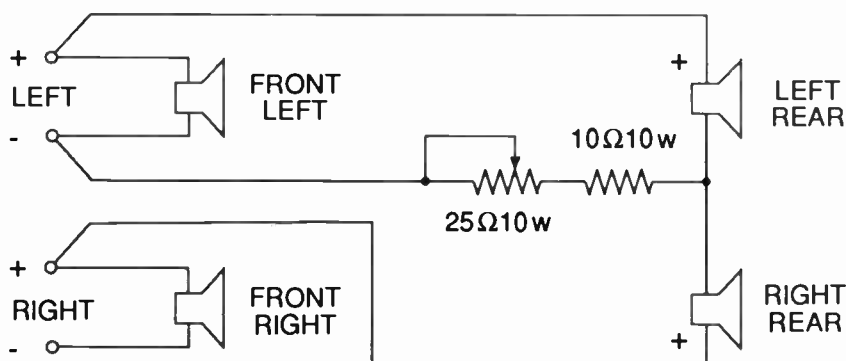 +
LEFT
-
FRONT
LEFT
+
LEFT
REAR
10Ω10w
25Ω10w
+
RIGHT
-
FRONT
RIGHT
RIGHT
REAR
+